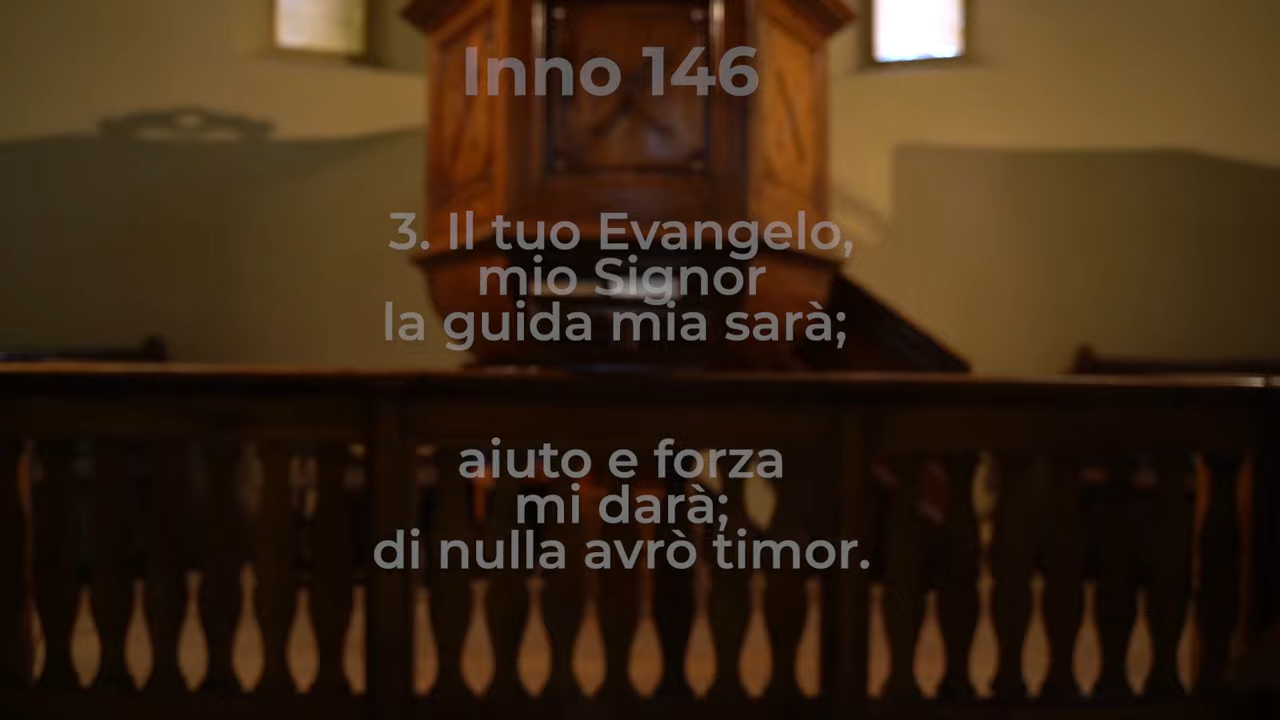 Inno 146
3. Il tuo Evangelo,
mio Signor
la guida mia sarà;
aiuto e forza
mi darà;
di nulla avrò timor.